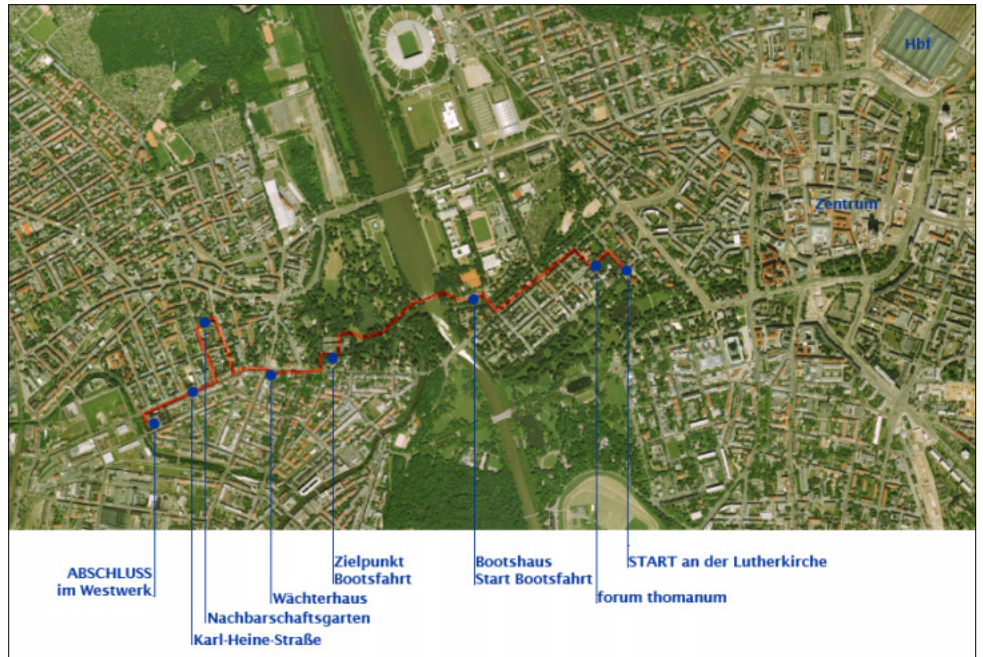 Hbf
Zentrum
ABSCHLUSS
im Westwerk
Nachbarschaftsgarten
Karl-Heine-Straße
Wächterhaus
Zielpunkt
Bootsfahrt
Bootshaus
Start Bootsfahrt
forum thomanum
START an der Lutherkirche